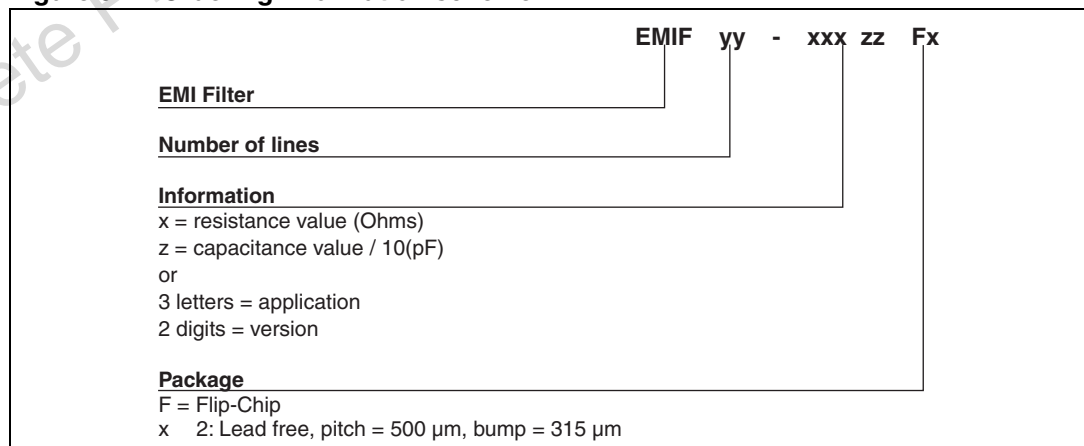 EMIF yy - xxx zz Fx
EMI Filter
Number of lines
Information
x = resistance value (Ohms)
z = capacitance value / 10(pF)
or
3 letters = application
2 digits = version
Package
F = Flip-Chip
x 2: Lead free, pitch = 500 µm, bump = 315 µm